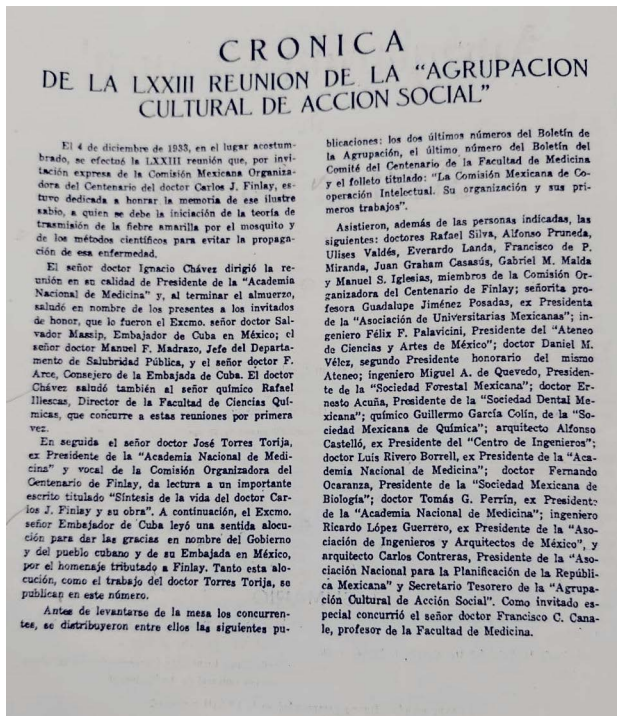 CRONICA
DE LA LXXIII REUNION DE LA "AGRUPACION
CULTURAL DE ACCION SOCIAL"
El 4 de diciembre de 1933, en el lugar acostum-
brado, se efectuó la LXXIII reunión que, por invi-
tación expresa de la Comisión Mexicana Organiza-
dora del Centenario del doctor Carlos J. Finlay, es-
tuvo dedicada a honrar la memoria de ese ilustre
sabio, a quien se debe la iniciación de la teoría de
trasmisión de la fiebre amarilla por el mosquito y
de los métodos científicos para evitar la propaga-
ción de esa enfermedad.
El señor doctor Ignacio Chávez dirigió la re-
unión en su calidad de Presidente de la "Academia
Nacional de Medicina" y, al terminar el almuerzo,
saludó en nombre de los presentes a los invitados
de honor, que lo fueron el Excmo. señor doctor Sal-
vador Massip, Embajador de Cuba en México; el
señor doctor Manuel F. Madrazo, Jefe del Departa-
mento de Salubridad Pública, y el señor doctor F.
Arce, Consejero de la Embajada de Cuba. El doctor
Chávez saludó también al señor químico Rafael
Illescas, Director de la Facultad de Ciencias Quí-
micas, que concurre a estas reuniones por primera
vez.
En seguida el señor doctor José Torres Torija,
ex Presidente de la "Academia Nacional de Medi-
cina" y vocal de la Comisión Organizadora del
Centenario de Finlay, da lectura a un importante
escrito titulado "Síntesis de la vida del doctor Car-
los J. Finlay y su obra". A continuación, el Excmo.
señor Embajador de Cuba leyó una sentida alocu-
ción para dar las gracias en nombre del Gobierno
y del pueblo cubano y de su Embajada en México,
por el homenaje tributado a Finlay. Tanto esta alo-
cución, como el trabajo del doctor Torres Torija, se
publican en este número.
Antes de levantarse de la mesa los concurren-
tes, se distribuyeron entre ellos las siguientes pu-
blicaciones: los dos últimos números del Boletín de
la Agrupación, el último número del Boletín del
Comité del Centenario de la Facultad de Medicina
y el folleto titulado: "La Comisión Mexicana de Co-
operación Intelectual. Su organización y sus pri-
meros trabajos".
Asistieron, además de las personas indicadas, las
siguientes: doctores Rafael Silva, Alfonso Pruneda,
Ulises Valdés, Everardo Landa, Francisco de P.
Miranda, Juan Graham Casasús, Gabriel M. Malda
y Manuel S. Iglesias, miembros de la Comisión Or-
ganizadora del Centenario de Finlay; señorita pro-
fesora Guadalupe Jiménez Posadas, ex Presidenta
de la "Asociación de Universitarias Mexicanas"; in-
geniero Félix F. Palavicini, Presidente del "Ateneo
de Ciencias y Artes de México"; doctor Daniel M.
Vélez, segundo Presidente honorario del mismo
Ateneo; ingeniero Miguel A. de Quevedo, Presiden-
te de la "Sociedad Forestal Mexicana"; doctor Er-
nesto Acuña, Presidente de la "Sociedad Dental Me-
xicana"; químico Guillermo García Colín, de la "So-
ciedad Mexicana de Química"; arquitecto Alfonso
Castelló, ex Presidente del "Centro de Ingenieros";
doctor Luis Rivero Borrell, ex Presidente de la "Aca-
demia Nacional de Medicina"; doctor Fernando
Ocaranza, Presidente de la "Sociedad Mexicana de
Biología"; doctor Tomás G. Perrín, ex Presidente
de la "Academia Nacional de Medicina"; ingeniero
Ricardo López Guerrero, ex Presidente de la "Aso-
ciación de Ingenieros y Arquitectos de México", y
arquitecto Carlos Contreras, Presidente de la "Aso-
ciación Nacional para la Planificación de la Repúbli-
ca Mexicana" y Secretario Tesorero de la "Agrupa-
ción Cultural de Acción Social". Como invitado es-
pecial concurrió el señor doctor Francisco C. Cana-
le, profesor de la Facultad de Medicina.